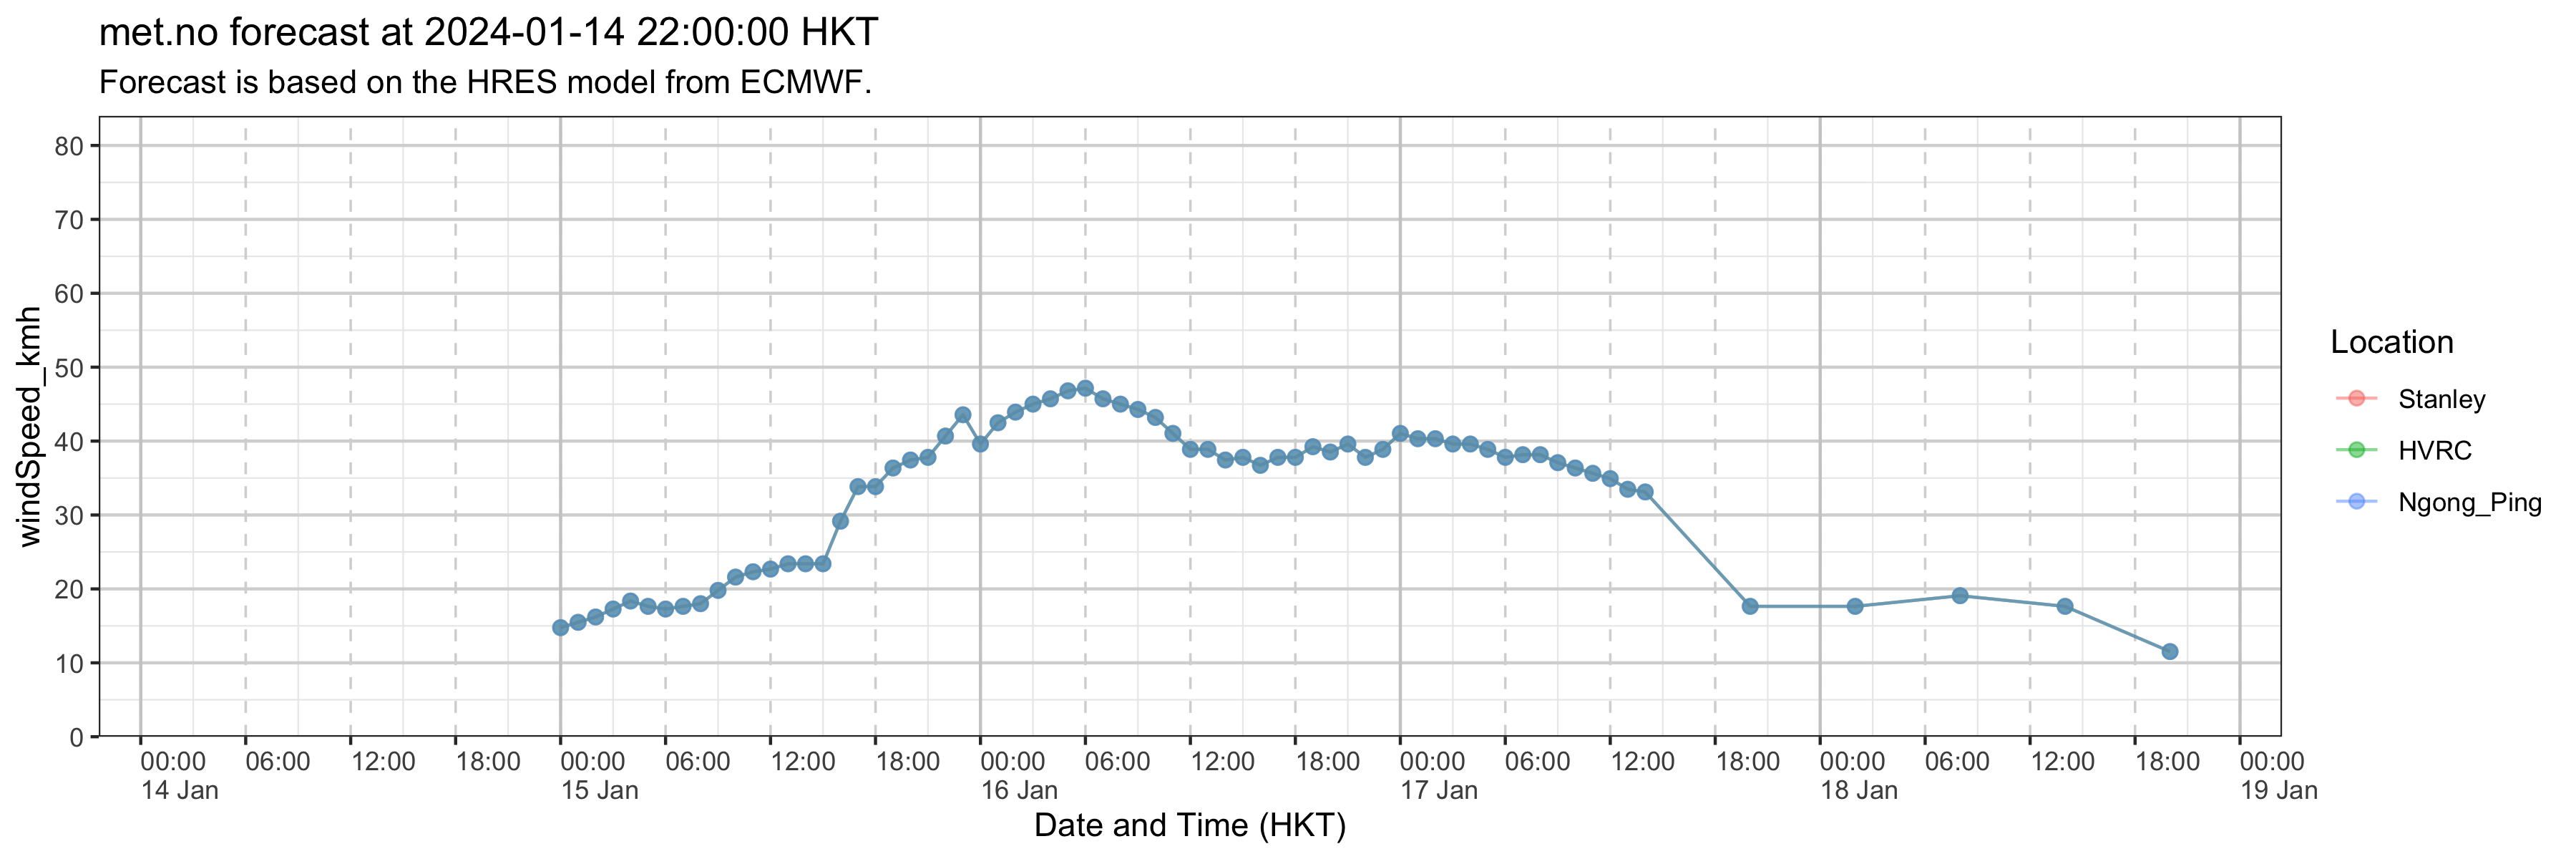 met.no forecast at 2024-01-14 22:00:00 HKT
Forecast is based on the HRES model from ECMWF.
windSpeed_kmh
80
70
60
50
40
30
20
10
0
00:00 06:00 12:00 18:00 00:00 06:00 12:00 18:00 00:00 06:00 12:00 18:00 00:00 06:00 12:00 18:00 00:00 06:00 12:00 18:00 00:00
14 Jan 15 Jan 16 Jan 17 Jan 18 Jan 19 Jan
Date and Time (HKT)
Location
Stanley
HVRC
Ngong_Ping